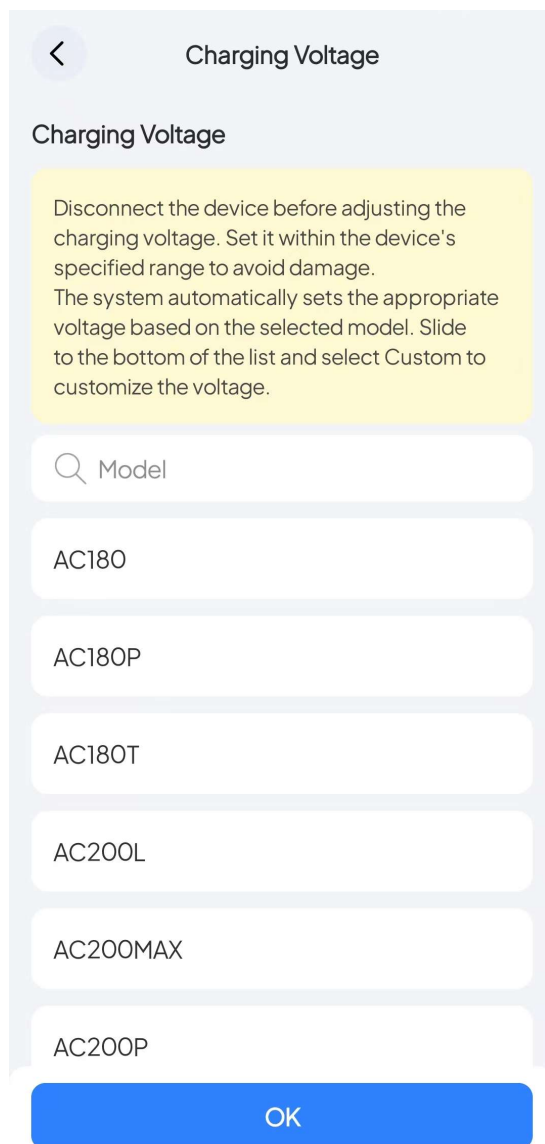 Charging Voltage
Charging Voltage
Disconnect the device before adjusting the
charging voltage. Set it within the device's
specified range to avoid damage.
The system automatically sets the appropriate
voltage based on the selected model. Slide
to the bottom of the list and select Custom to
customize the voltage.
Model
AC180
AC180P
AC180T
AC200L
AC200MAX
AC200P
OK